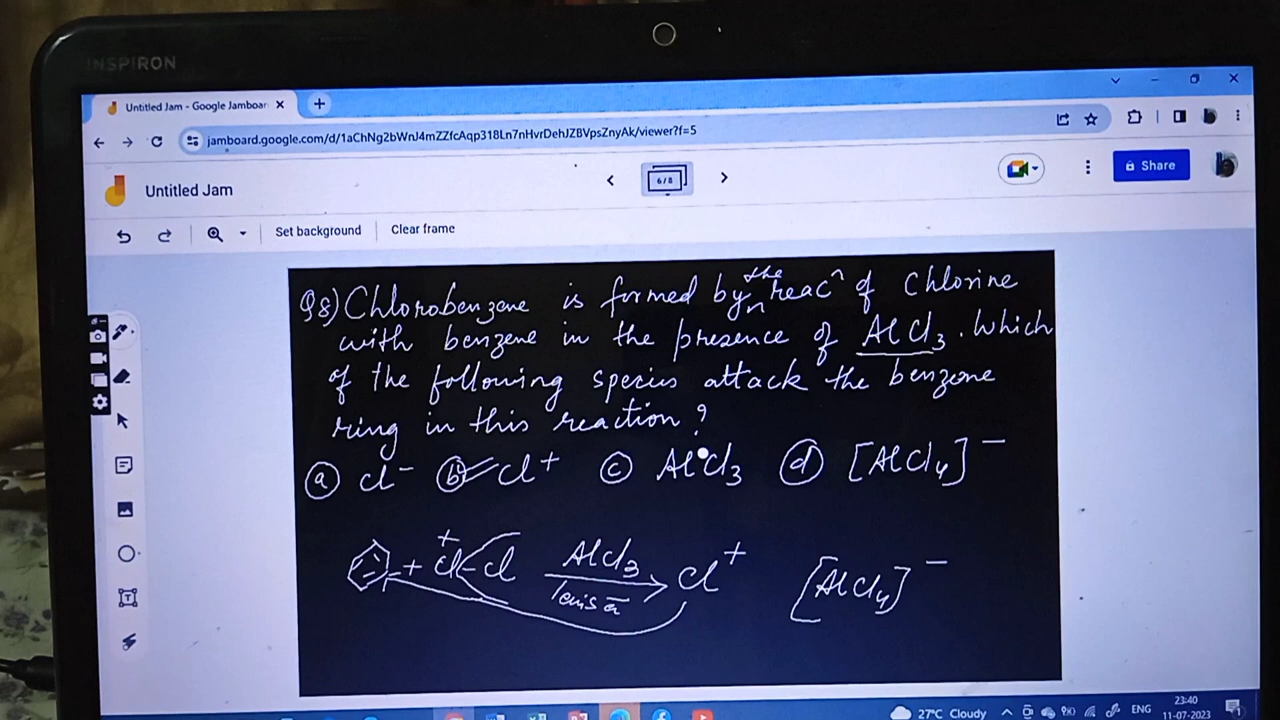 INSPIRON
Untitled Jam - Google Jamboar
jamboard.google.com/d/1aChNg2bWnJ4mZZfcAqp318Ln7nHvrDehJZBVpsZnyAk/viewer?f=5
Untitled Jam
6/8
Share
Set background
Clear frame
Q8) Chlorobenzene is formed by the reacⁿ of Chlorine
with benzene in the presence of AlCl3. Which
of the following species attack the benzene
ring in this reaction?
(a) Cl⁻ (b) Cl⁺ (c) AlCl3 (d) [AlCl4]⁻
+ Cl-Cl AlCl3 Cl⁺ [AlCl4]⁻
+
lewis a
27°C Cloudy
ENG
23:40
11-07-2023